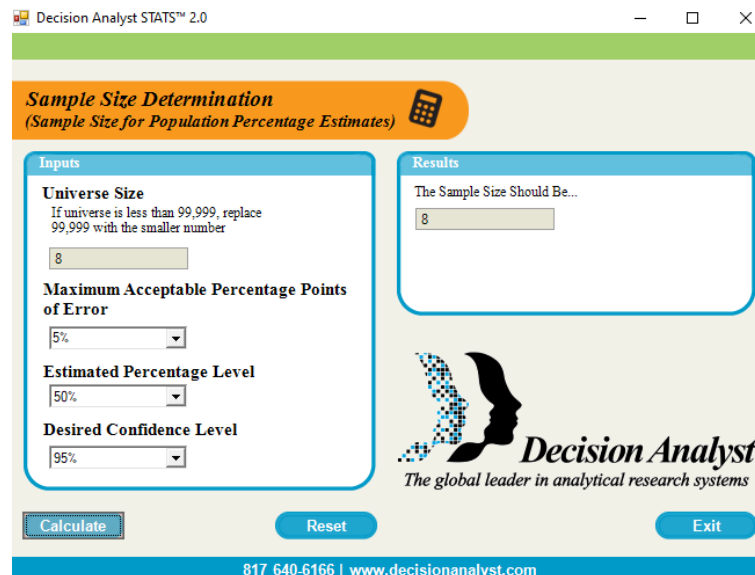 Decision Analyst STATS™ 2.0
Sample Size Determination
(Sample Size for Population Percentage Estimates)
Inputs
Universe Size
If universe is less than 99,999, replace
99,999 with the smaller number
8
Maximum Acceptable Percentage Points
of Error
5%
Estimated Percentage Level
50%
Desired Confidence Level
95%
Results
The Sample Size Should Be...
8
Decision Analyst
The global leader in analytical research systems
Calculate
Reset
Exit
817 640-6166 | www.decisionanalyst.com